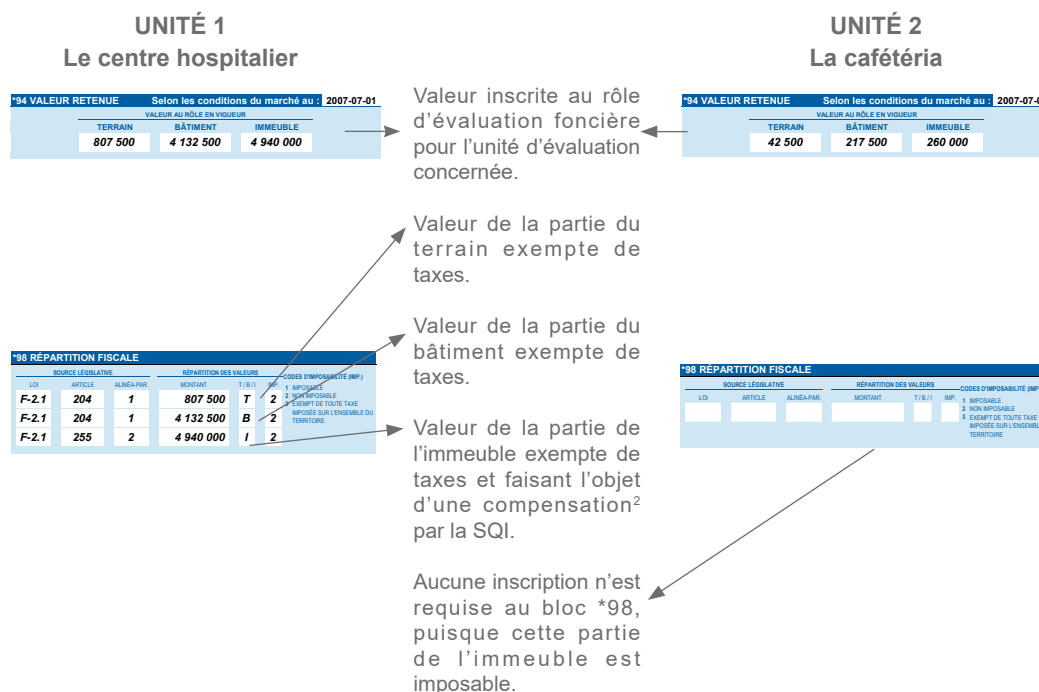 UNITÉ 1
Le centre hospitalier
*94 VALEUR RETENUE Selon les conditions du marché au : 2007-07-01
VALEUR AU RÔLE EN VIGUEUR
TERRAIN BÂTIMENT IMMEUBLE
807 500 4 132 500 4 940 000
UNITÉ 2
La cafétéria
*94 VALEUR RETENUE Selon les conditions du marché au : 2007-07-0
VALEUR AU RÔLE EN VIGUEUR
TERRAIN BÂTIMENT IMMEUBLE
42 500 217 500 260 000
Valeur inscrite au rôle
d’évaluation foncière
pour l’unité d’évaluation
concernée.
Valeur de la partie du
terrain exempte de
taxes.
Valeur de la partie du
bâtiment exempte de
taxes.
Valeur de la partie de
l’immeuble exempte de
taxes et faisant l’objet
d’une compensation²
par la SQI.
Aucune inscription n’est
requise au bloc *98,
puisque cette partie
de l’immeuble est
imposable.
*98 RÉPARTITION FISCALE
SOURCE LÉGISLATIVE RÉPARTITION DES VALEURS CODES D'IMPOSABILITÉ (IMP.)
LOI ARTICLE ALINÉA-PAR. MONTANT T / B / I IMP.
1 IMPOSABLE
2 NON IMPOSABLE
3 EXEMPT DE TOUTE TAXE
IMPOSÉE SUR L'ENSEMBLE DU
TERRITOIRE
F-2.1 204 1 807 500 T 2
F-2.1 204 1 4 132 500 B 2
F-2.1 255 2 4 940 000 I 2
*98 RÉPARTITION FISCALE
SOURCE LÉGISLATIVE RÉPARTITION DES VALEURS CODES D'IMPOSABILITÉ (IMP
LOI ARTICLE ALINÉA-PAR. MONTANT T / B / I IMP.
1 IMPOSABLE
2 NON IMPOSABLE
3 EXEMPT DE TOUTE TAXE
IMPOSÉE SUR L'ENSEMBL
TERRITOIRE